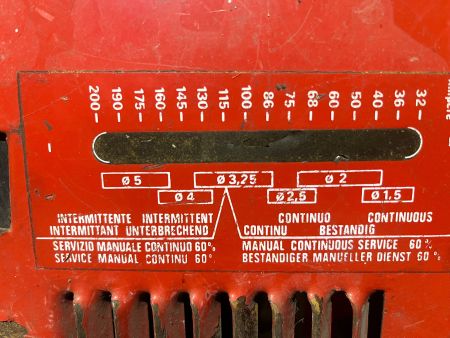 200 190 175 160 145 130 115 100 86 75 68 60 52 40 36 32
ø 5 ø 3,25 ø 2
ø 4 ø 2,5 ø 1,5
INTERMITTENTE INTERMITTENT CONTINUO CONTINUOUS
INTERMITTANT UNTERBRECHEND CONTINU BESTANDIG
SERVIZIO MANUALE CONTINUO 60% MANUAL CONTINUOUS SERVICE 60%
SERVICE MANUAL CONTINU 60% BESTANDIGER MANUELLER DIENST 60%